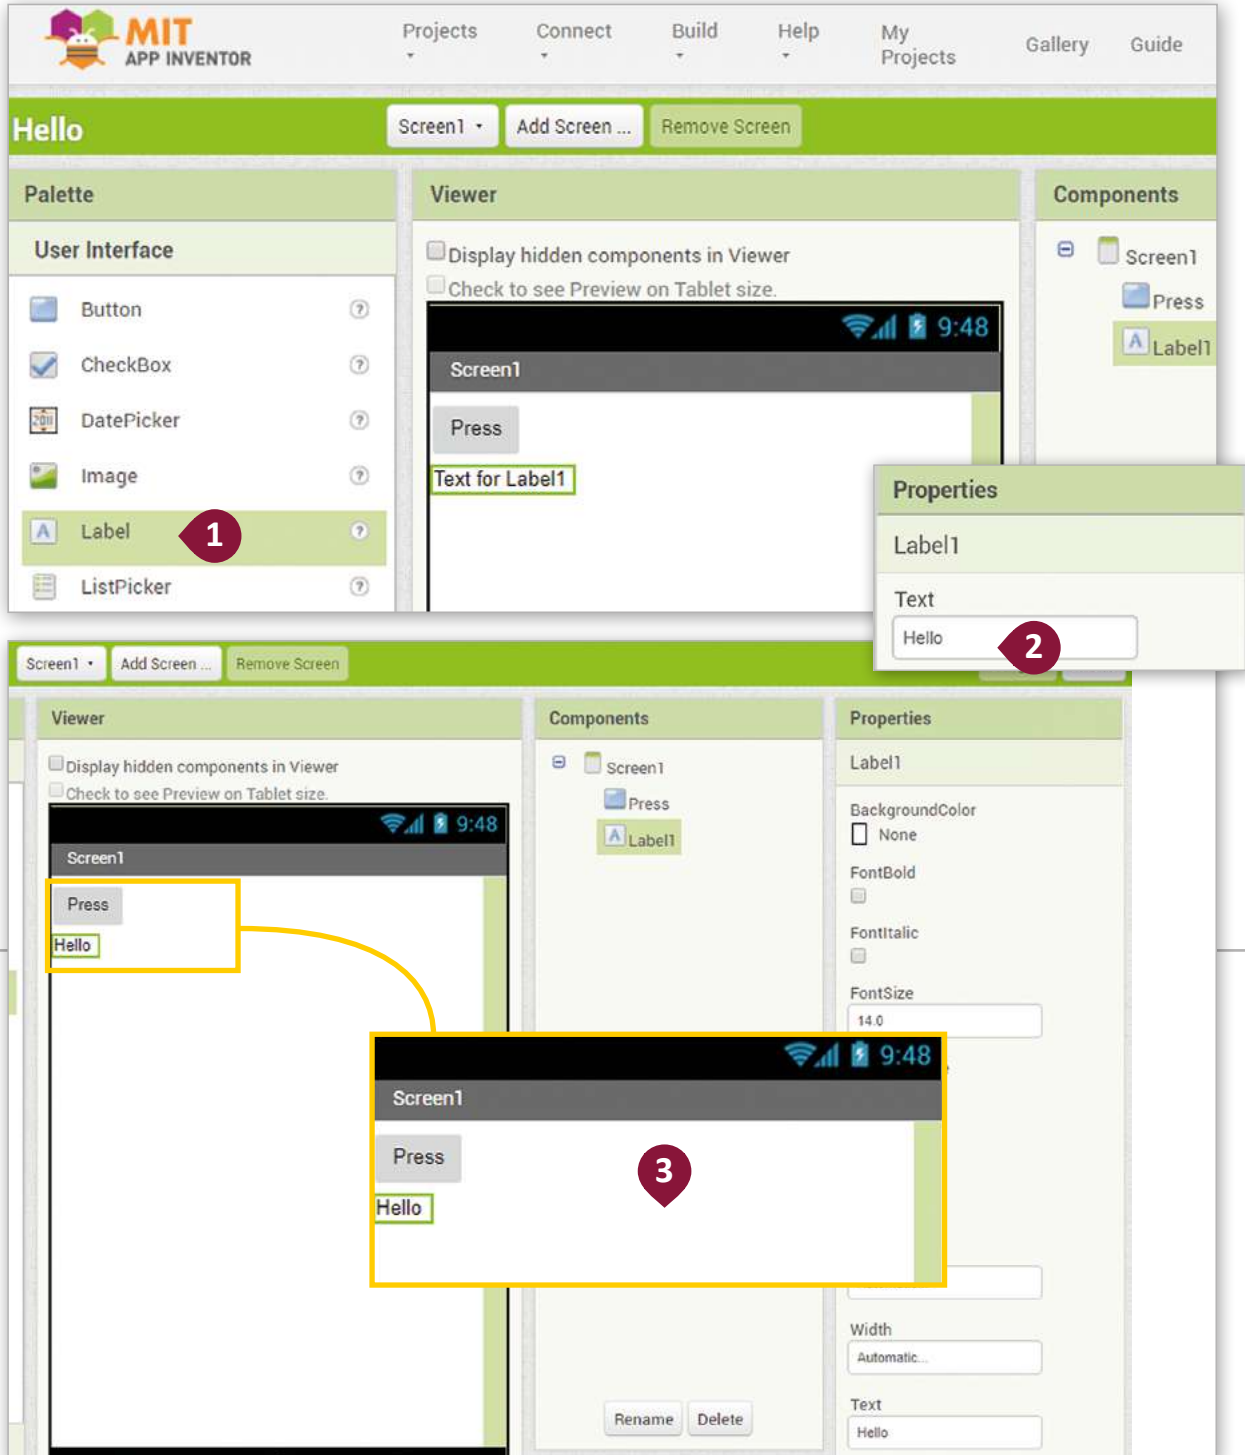 MIT
APP INVENTOR
Projects
Connect
Build
Help
My
Projects
Gallery
Guide
Hello
Screen1
Add Screen ...
Remove Screen
Palette
Viewer
Components
User Interface
Display hidden components in Viewer
Check to see Preview on Tablet size.
Button
CheckBox
DatePicker
Image
Label
ListPicker
1
9:48
Screen1
Press
Text for Label1
Screen1
Press
Label1
Properties
Label1
Text
Hello
2
Screen1
Add Screen ...
Remove Screen
Viewer
Components
Properties
Display hidden components in Viewer
Check to see Preview on Tablet size.
9:48
Screen1
Press
Hello
Screen1
Press
Label1
Label1
BackgroundColor
None
FontBold
FontItalic
FontSize
14.0
9:48
Screen1
Press
Hello
3
Width
Automatic...
Text
Hello
Rename
Delete